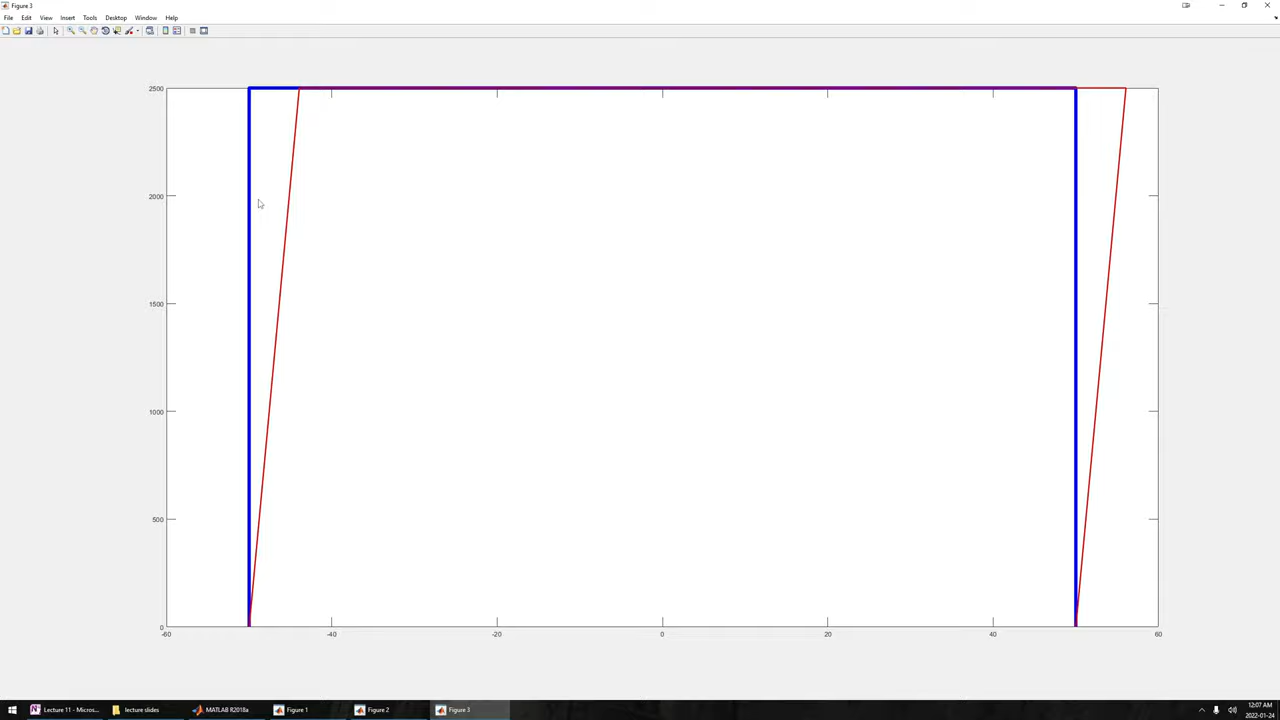 Figure 3
File Edit View Insert Tools Desktop Window Help
2500
2000
1500
1000
500
0
-60 -40 -20 0 20 40 60
Lecture 11 - Micros... lecture slides MATLAB R2018a Figure 1 Figure 2 Figure 3
12:07 AM
2022-01-24